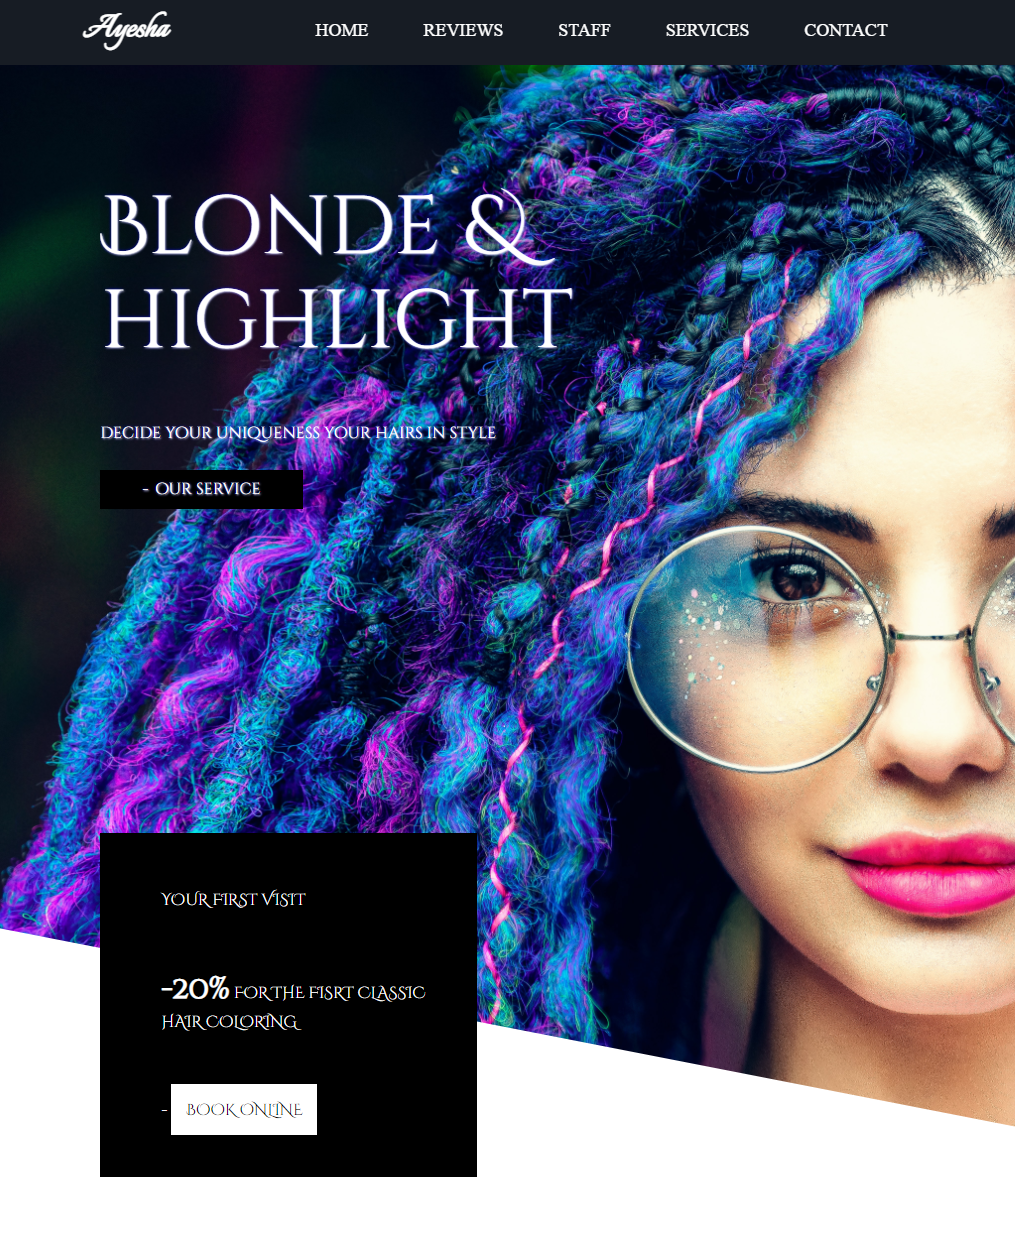 Ayesha
HOME REVIEWS STAFF SERVICES CONTACT
BLONDE &
HIGHLIGHT
DECIDE YOUR UNIQUENESS YOUR HAIRS IN STYLE
- OUR SERVICE
YOUR FIRST VISIT
-20% FOR THE FISRT CLASSIC
HAIR COLORING
- BOOK ONLINE